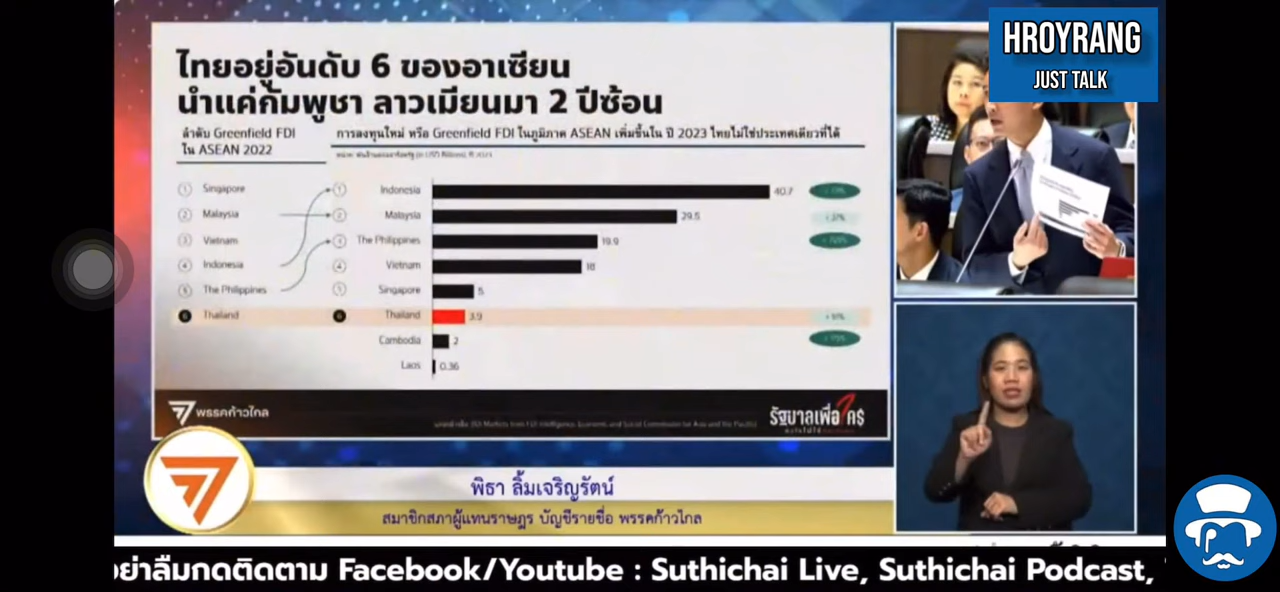 HROYRANG
JUST TALK
ไทยอยู่อันดับ 6 ของอาเซียน
นำแค่กัมพูชา ลาวเมียนมา 2 ปีซ้อน
ลำดับ Greenfield FDI
ใน ASEAN 2022
การลงทุนใหม่ หรือ Greenfield FDI ในภูมิภาค ASEAN เพิ่มขึ้นใน ปี 2023 ไทยไม่ใช่ประเทศเดียวที่ได้
1 Singapore
2 Malaysia
3 Vietnam
4 Indonesia
5 The Philippines
6 Thailand
1 Indonesia 40.7
2 Malaysia 29.5
3 The Philippines 19.9
4 Vietnam 18
5 Singapore 5
6 Thailand 3.9
Cambodia 2
Laos 0.36
พรรคก้าวไกล
รัฐบาลเพื่อใคร
พิธา ลิ้มเจริญรัตน์
สมาชิกสภาผู้แทนราษฎร บัญชีรายชื่อ พรรคก้าวไกล
อย่าลืมกดติดตาม Facebook/Youtube : Suthichai Live, Suthichai Podcast,